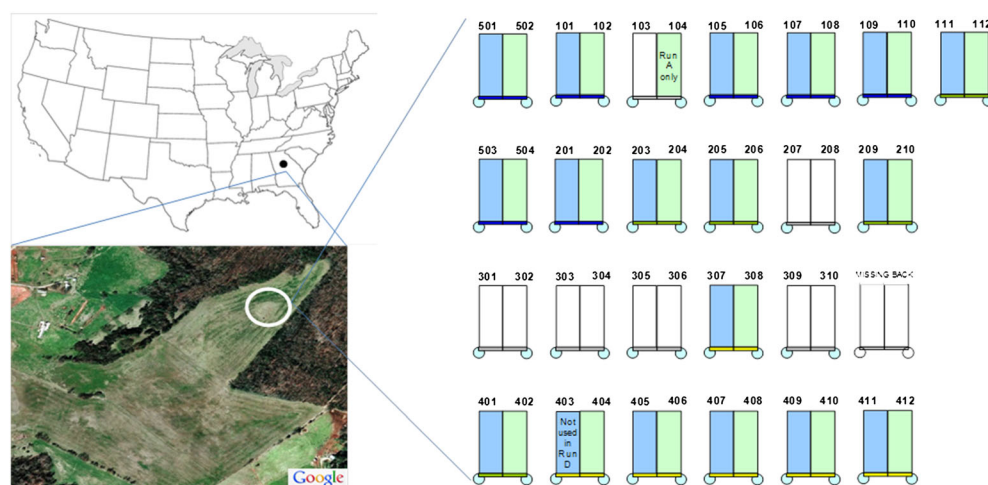 501 502 101 102 103 104 105 106 107 108 109 110 111 112
Run
A
only
503 504 201 202 203 204 205 206 207 208 209 210
301 302 303 304 305 306 307 308 309 310 MISSING BACK
401 402 403 404 405 406 407 408 409 410 411 412
Not
used
in
Run
D
Google